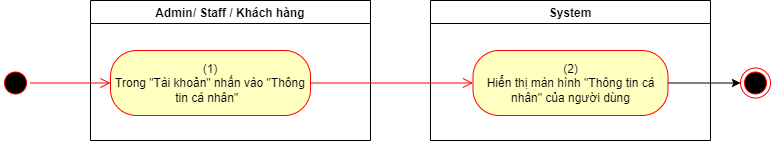 Admin/ Staff / Khách hàng
System
(1)
Trong "Tài khoản" nhấn vào "Thông
tin cá nhân"
(2)
Hiển thị màn hình "Thông tin cá
nhân" của người dùng